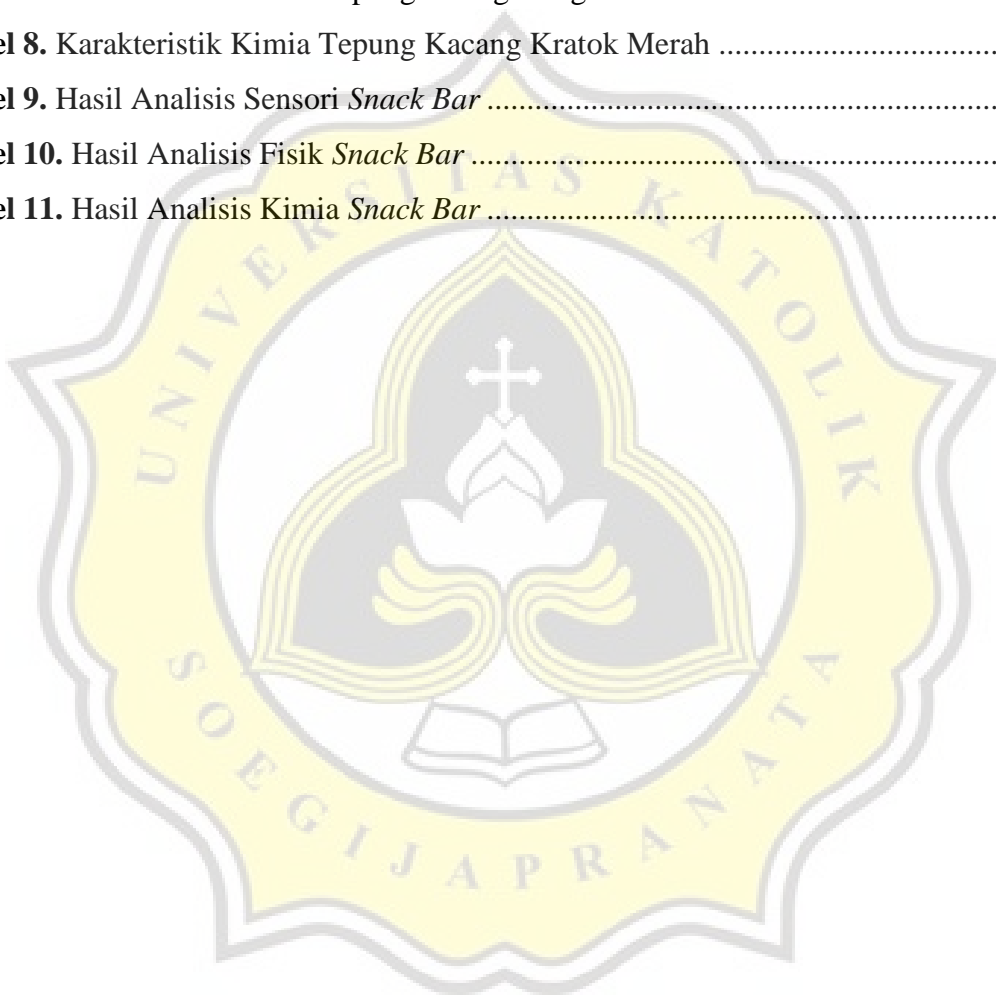 el 8. Karakteristik Kimia Tepung Kacang Kratok Merah ..................................
el 9. Hasil Analisis Sensori Snack Bar ................................................................
el 10. Hasil Analisis Fisik Snack Bar ..................................................................
el 11. Hasil Analisis Kimia Snack Bar ................................................................
UNIVERSITAS KATOLIK
SOEGIJAPRANATA